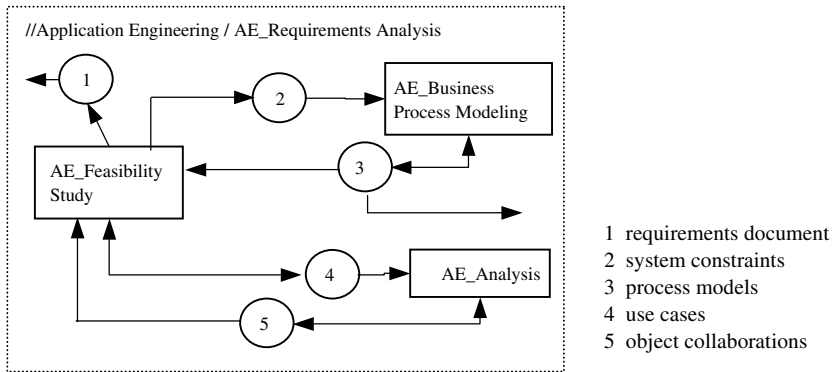 //Application Engineering / AE_Requirements Analysis
1
2
AE_Business
Process Modeling
AE_Feasibility
Study
3
4
AE_Analysis
5
1 requirements document
2 system constraints
3 process models
4 use cases
5 object collaborations